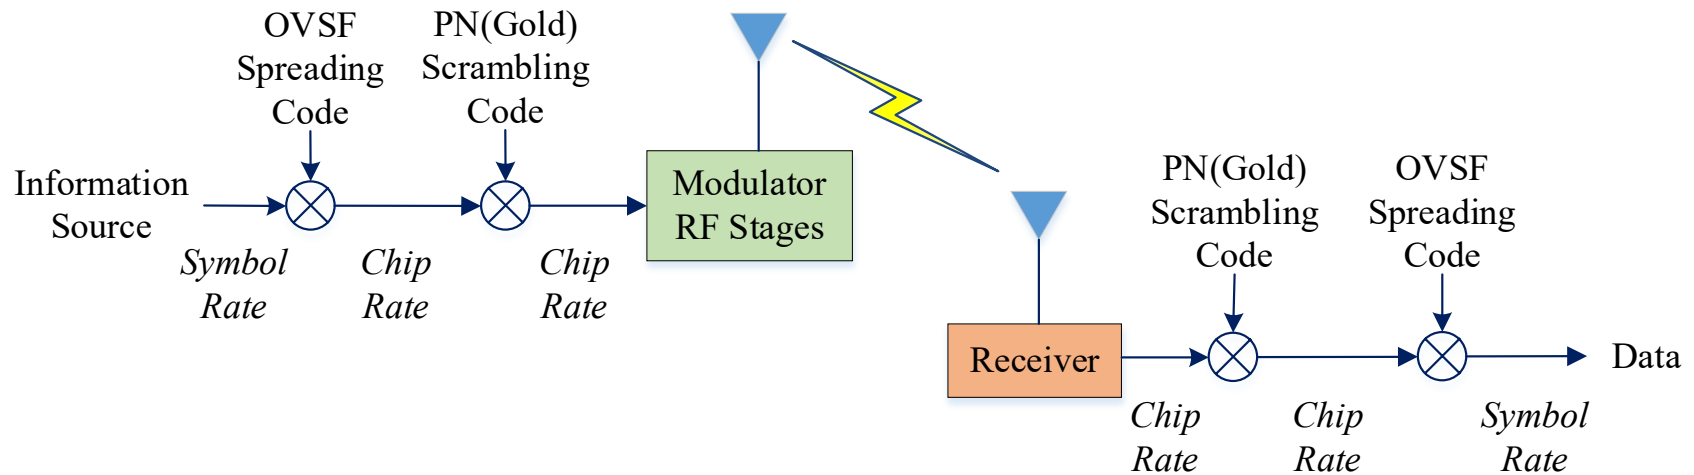 OVSF
Spreading
Code
PN(Gold)
Scrambling
Code
Information
Source
Symbol
Rate
Chip
Rate
Chip
Rate
Modulator
RF Stages
PN(Gold)
Scrambling
Code
OVSF
Spreading
Code
Receiver
Data
Chip
Rate
Chip
Rate
Symbol
Rate